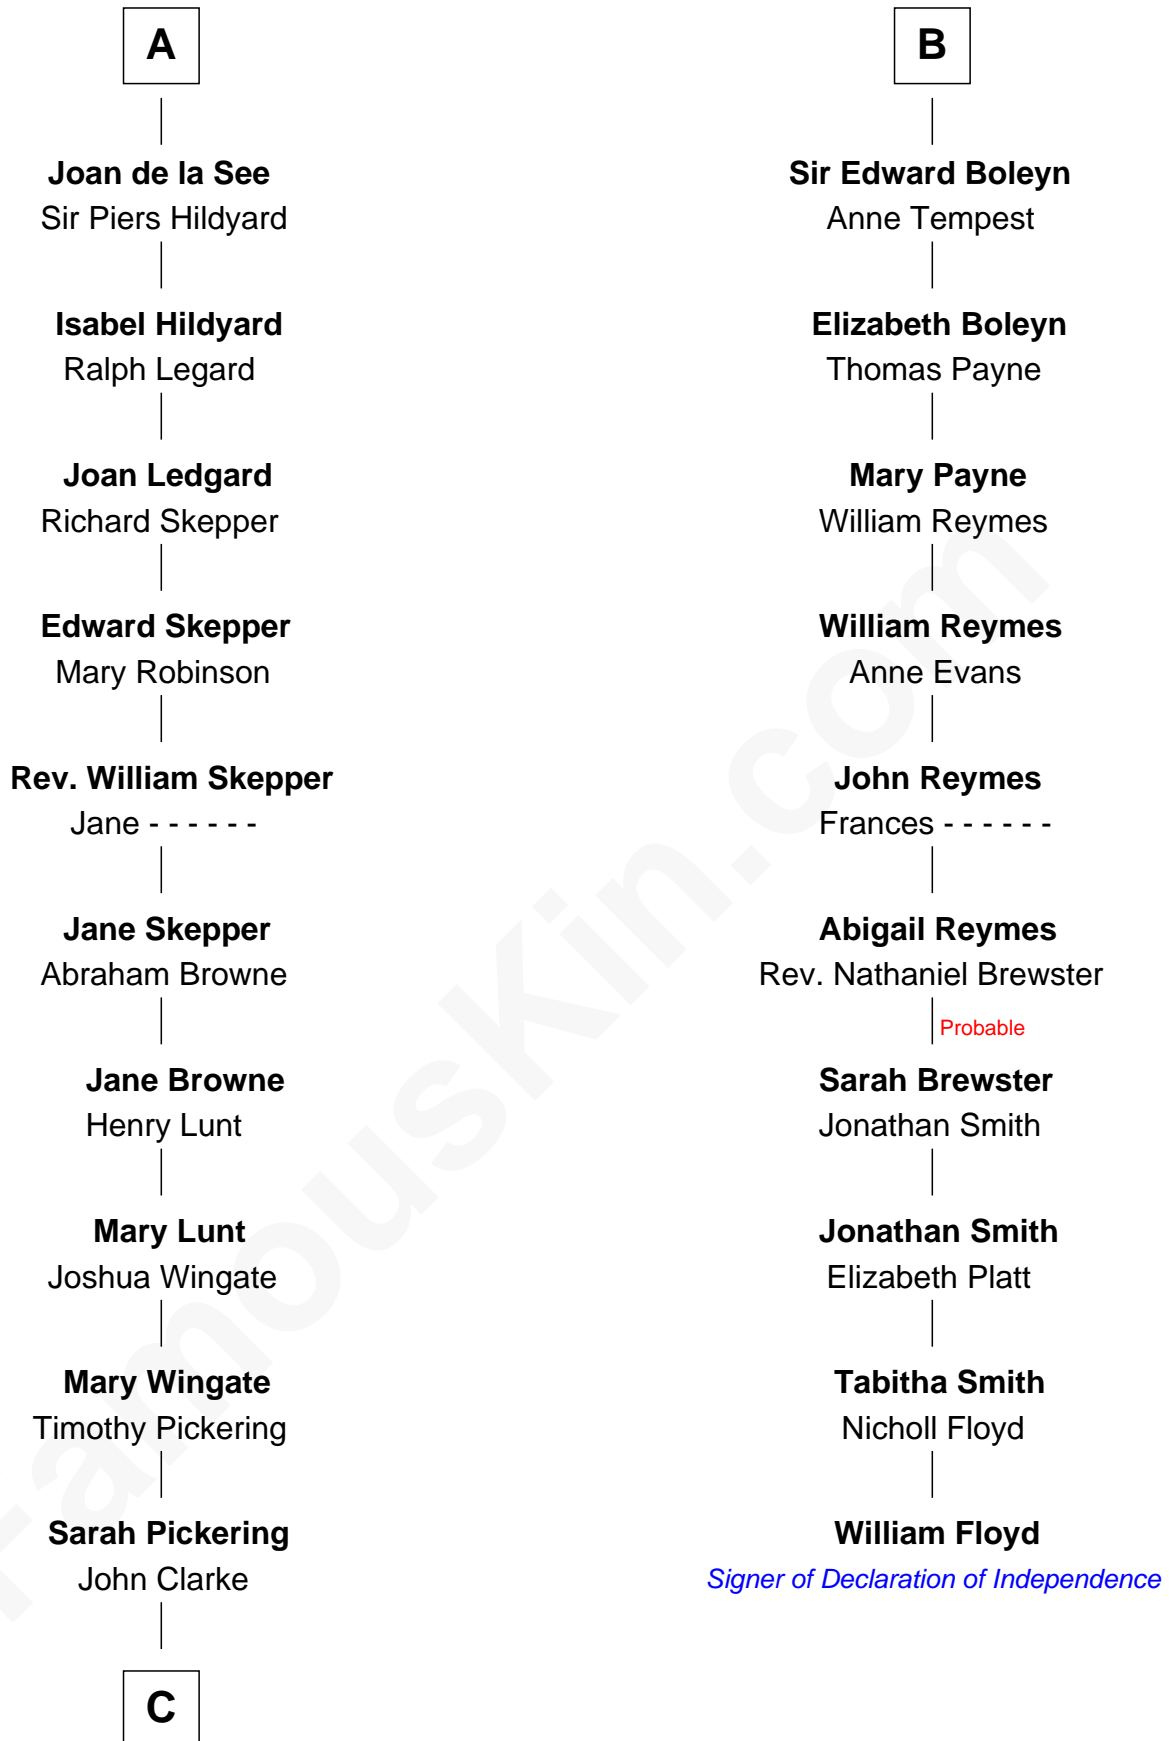 A
Joan de la See
Sir Piers Hildyard
Isabel Hildyard
Ralph Legard
Joan Ledgard
Richard Skepper
Edward Skepper
Mary Robinson
Rev. William Skepper
Jane - - - - - -
Jane Skepper
Abraham Browne
Jane Browne
Henry Lunt
Mary Lunt
Joshua Wingate
Mary Wingate
Timothy Pickering
Sarah Pickering
John Clarke
C
B
Sir Edward Boleyn
Anne Tempest
Elizabeth Boleyn
Thomas Payne
Mary Payne
William Reymes
William Reymes
Anne Evans
John Reymes
Frances - - - - - -
Abigail Reymes
Rev. Nathaniel Brewster
Probable
Sarah Brewster
Jonathan Smith
Jonathan Smith
Elizabeth Platt
Tabitha Smith
Nicholl Floyd
William Floyd
Signer of Declaration of Independence
FamousKin.com